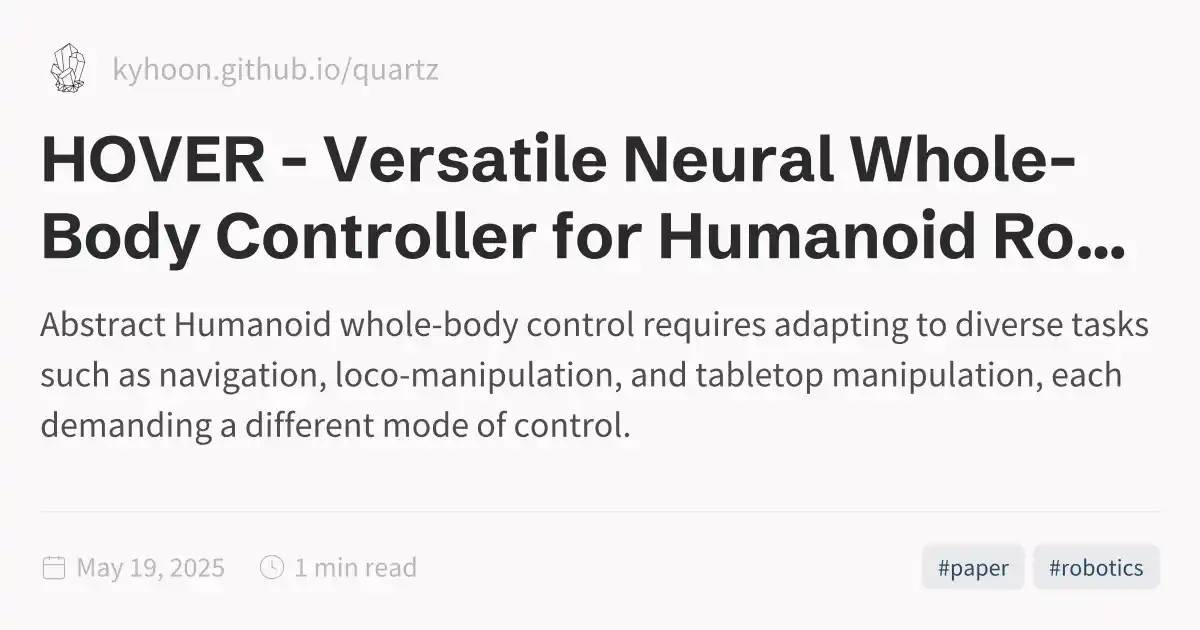 kyhoon.github.io/quartz
HOVER - Versatile Neural Whole-
Body Controller for Humanoid Ro...
Abstract Humanoid whole-body control requires adapting to diverse tasks
such as navigation, loco-manipulation, and tabletop manipulation, each
demanding a different mode of control.
May 19, 2025 1 min read #paper #robotics